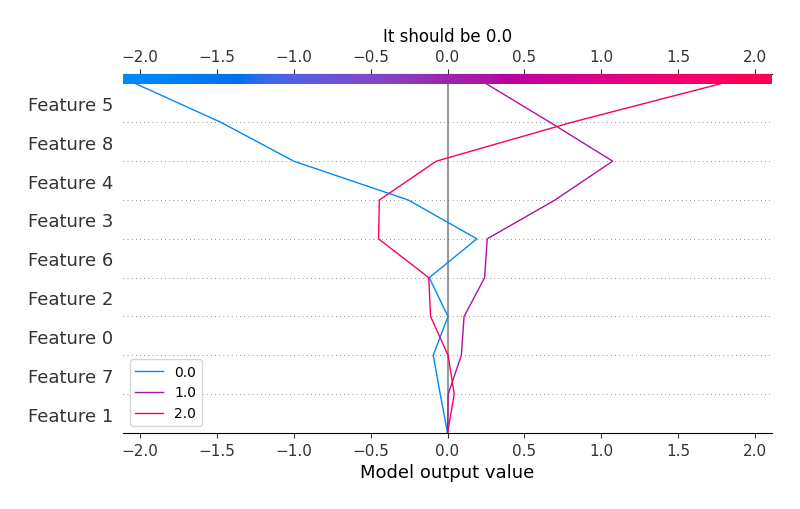 It should be 0.0
−2.0 −1.5 −1.0 −0.5 0.0 0.5 1.0 1.5 2.0
Feature 5
Feature 8
Feature 4
Feature 3
Feature 6
Feature 2
Feature 0
Feature 7
Feature 1
0.0
1.0
2.0
−2.0 −1.5 −1.0 −0.5 0.0 0.5 1.0 1.5 2.0
Model output value